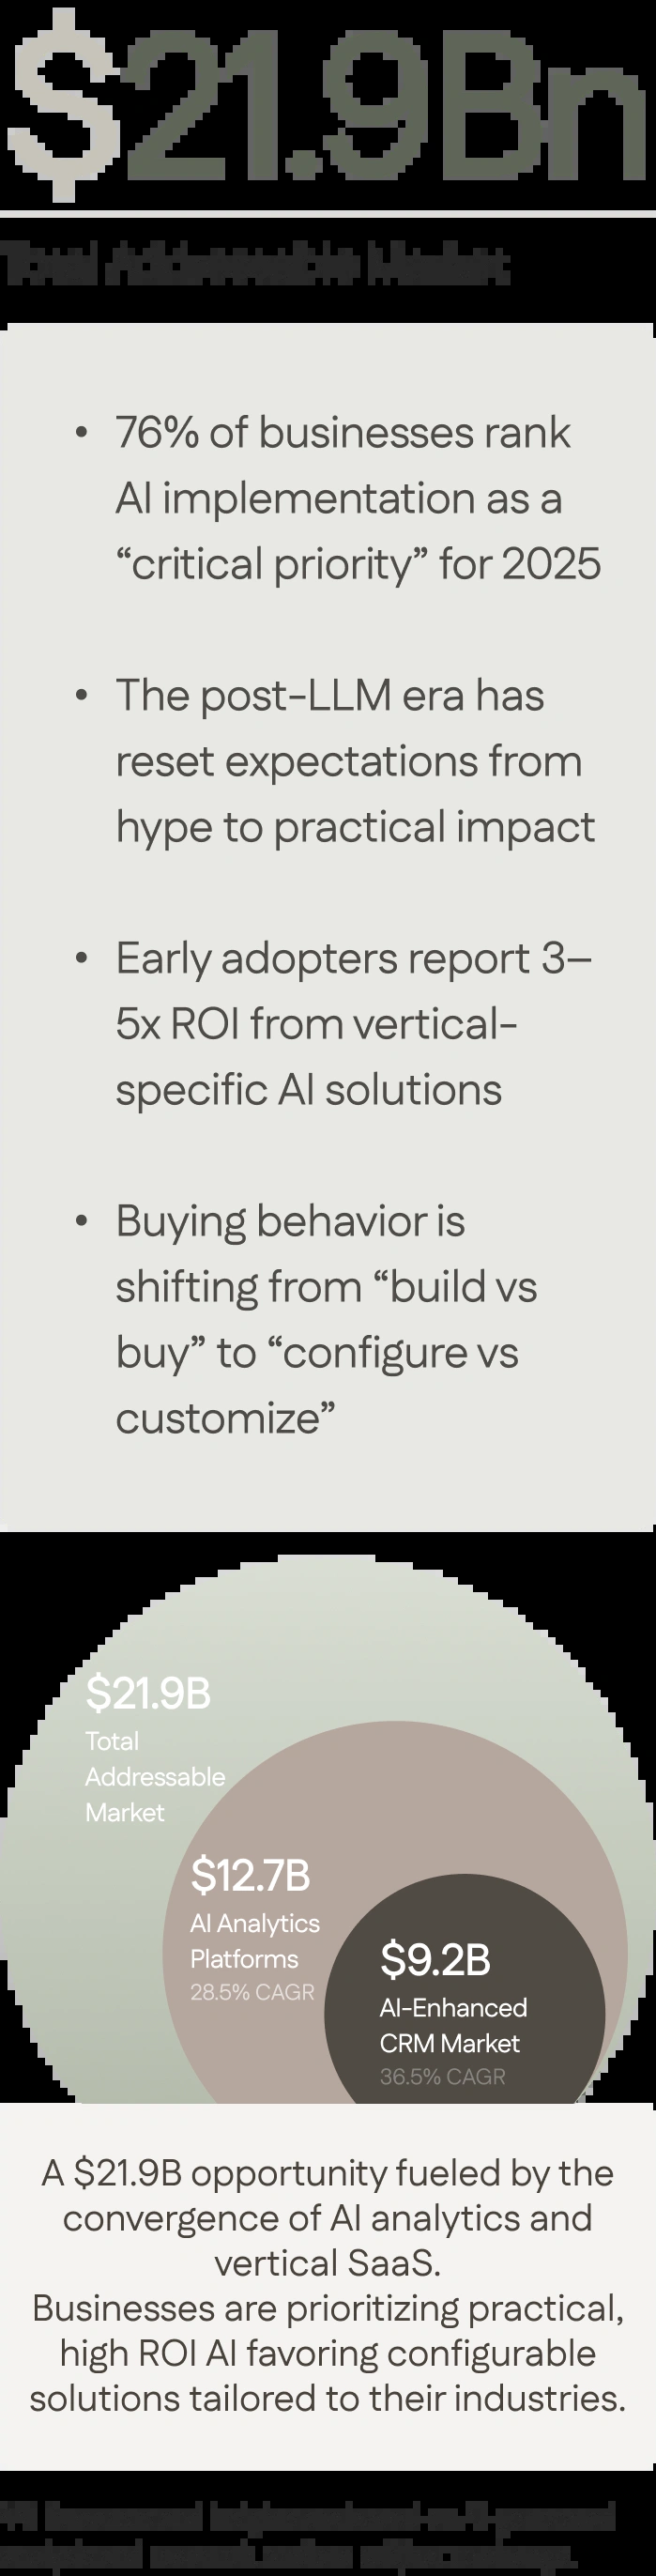 $21.9Bn
Total Addressable Market
• 76% of businesses rank
AI implementation as a
“critical priority” for 2025
• The post-LLM era has
reset expectations from
hype to practical impact
• Early adopters report 3–
5x ROI from vertical-
specific AI solutions
• Buying behavior is
shifting from “build vs
buy” to “configure vs
customize”
$21.9B
Total
Addressable
Market
$12.7B
AI Analytics
Platforms
28.5% CAGR
$9.2B
AI-Enhanced
CRM Market
36.5% CAGR
A $21.9B opportunity fueled by the
convergence of AI analytics and
vertical SaaS.
Businesses are prioritizing practical,
high ROI AI favoring configurable
solutions tailored to their industries.